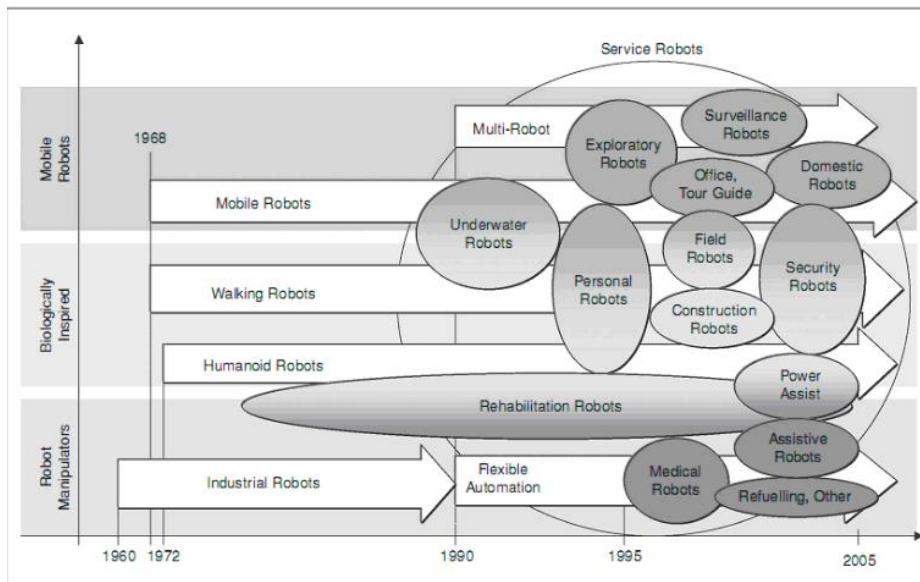 Service Robots
Mobile
Robots
1968
Multi-Robot
Exploratory
Robots
Surveillance
Robots
Office,
Tour Guide
Domestic
Robots
Mobile Robots
Underwater
Robots
Biologically
Inspired
Walking Robots
Personal
Robots
Field
Robots
Security
Robots
Construction
Robots
Humanoid Robots
Power
Assist
Rehabilitation Robots
Robot
Manipulators
Industrial Robots
Flexible
Automation
Medical
Robots
Assistive
Robots
Refuelling, Other
1960
1972
1990
1995
2005